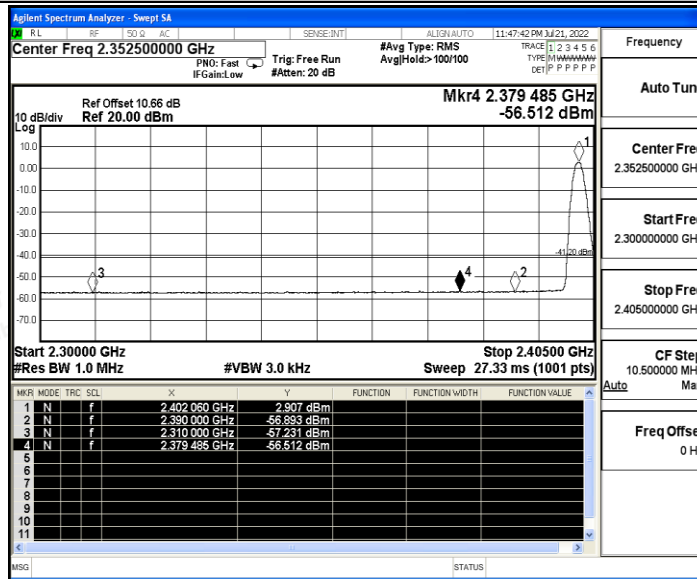 Agilent Spectrum Analyzer - Swept SA
RL RF 50 Ω AC SENSE:INT ALIGN AUTO 11:47:42 PM Jul 21, 2022
Center Freq 2.352500000 GHz #Avg Type: RMS TRACE 1 2 3 4 5 6
PNO: Fast Trig: Free Run Avg|Hold:>100/100 TYPE M WWWWW
IFGain:Low #Atten: 20 dB DET P P P P P P
Mkr4 2.379 485 GHz
-56.512 dBm
Ref Offset 10.66 dB
10 dB/div Ref 20.00 dBm
Log
10.0
0.00
-10.0
-20.0
-30.0
-40.0
-50.0
-60.0
-70.0
1
-41.20 dBm
3
4
2
Start 2.30000 GHz Stop 2.40500 GHz
#Res BW 1.0 MHz #VBW 3.0 kHz Sweep 27.33 ms (1001 pts)
MKR MODE TRC SCL X Y FUNCTION FUNCTION WIDTH FUNCTION VALUE
1 N f 2.402 060 GHz 2.907 dBm
2 N f 2.390 000 GHz -56.893 dBm
3 N f 2.310 000 GHz -57.231 dBm
4 N f 2.379 485 GHz -56.512 dBm
5
6
7
8
9
10
11
MSG STATUS
Frequency
Auto Tun
Center Fre
2.352500000 GH
Start Fre
2.300000000 GH
Stop Fre
2.405000000 GH
CF Step
10.500000 MH
Auto Ma
Freq Offse
0 H